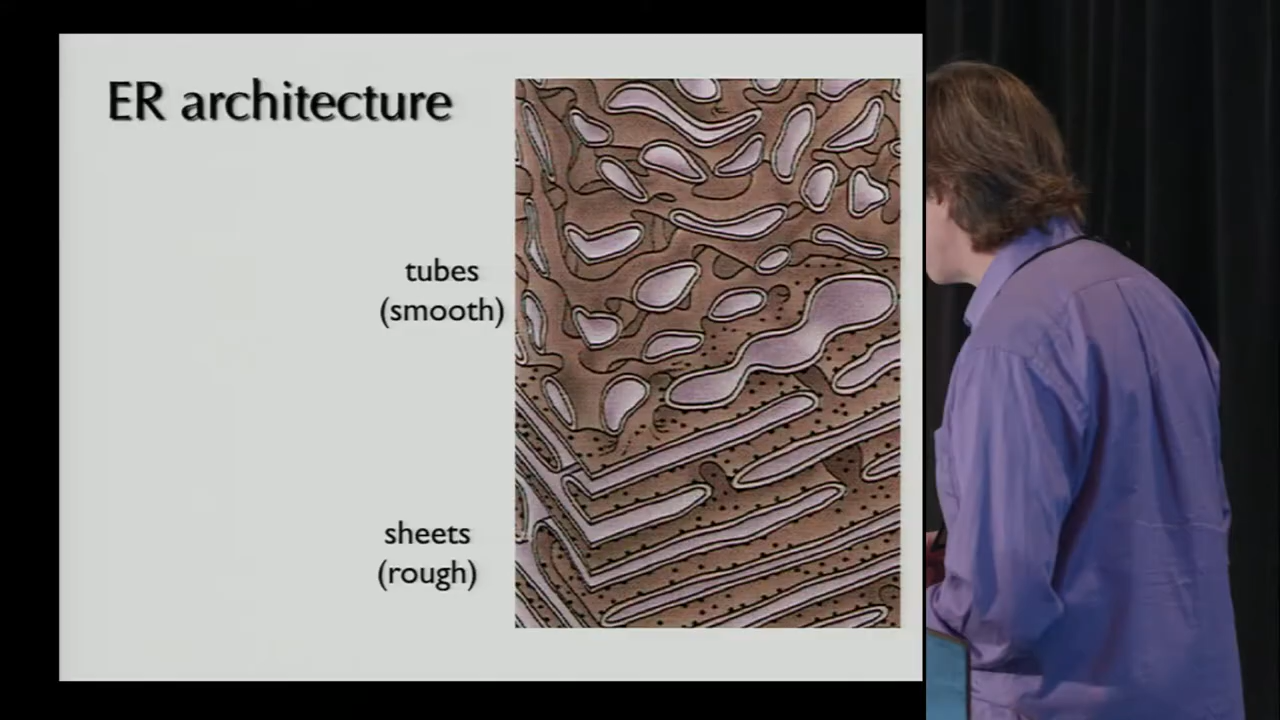 ER architecture
tubes
(smooth)
sheets
(rough)